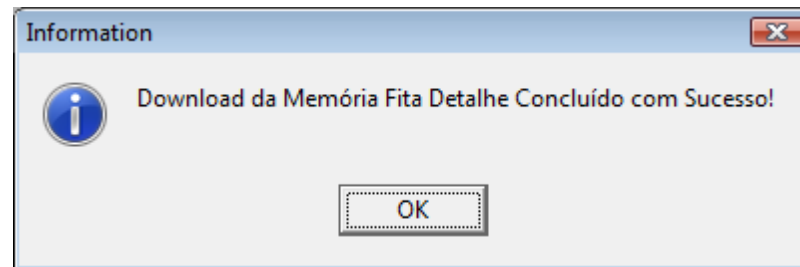 Information
Download da Memória Fita Detalhe Concluído com Sucesso!
OK